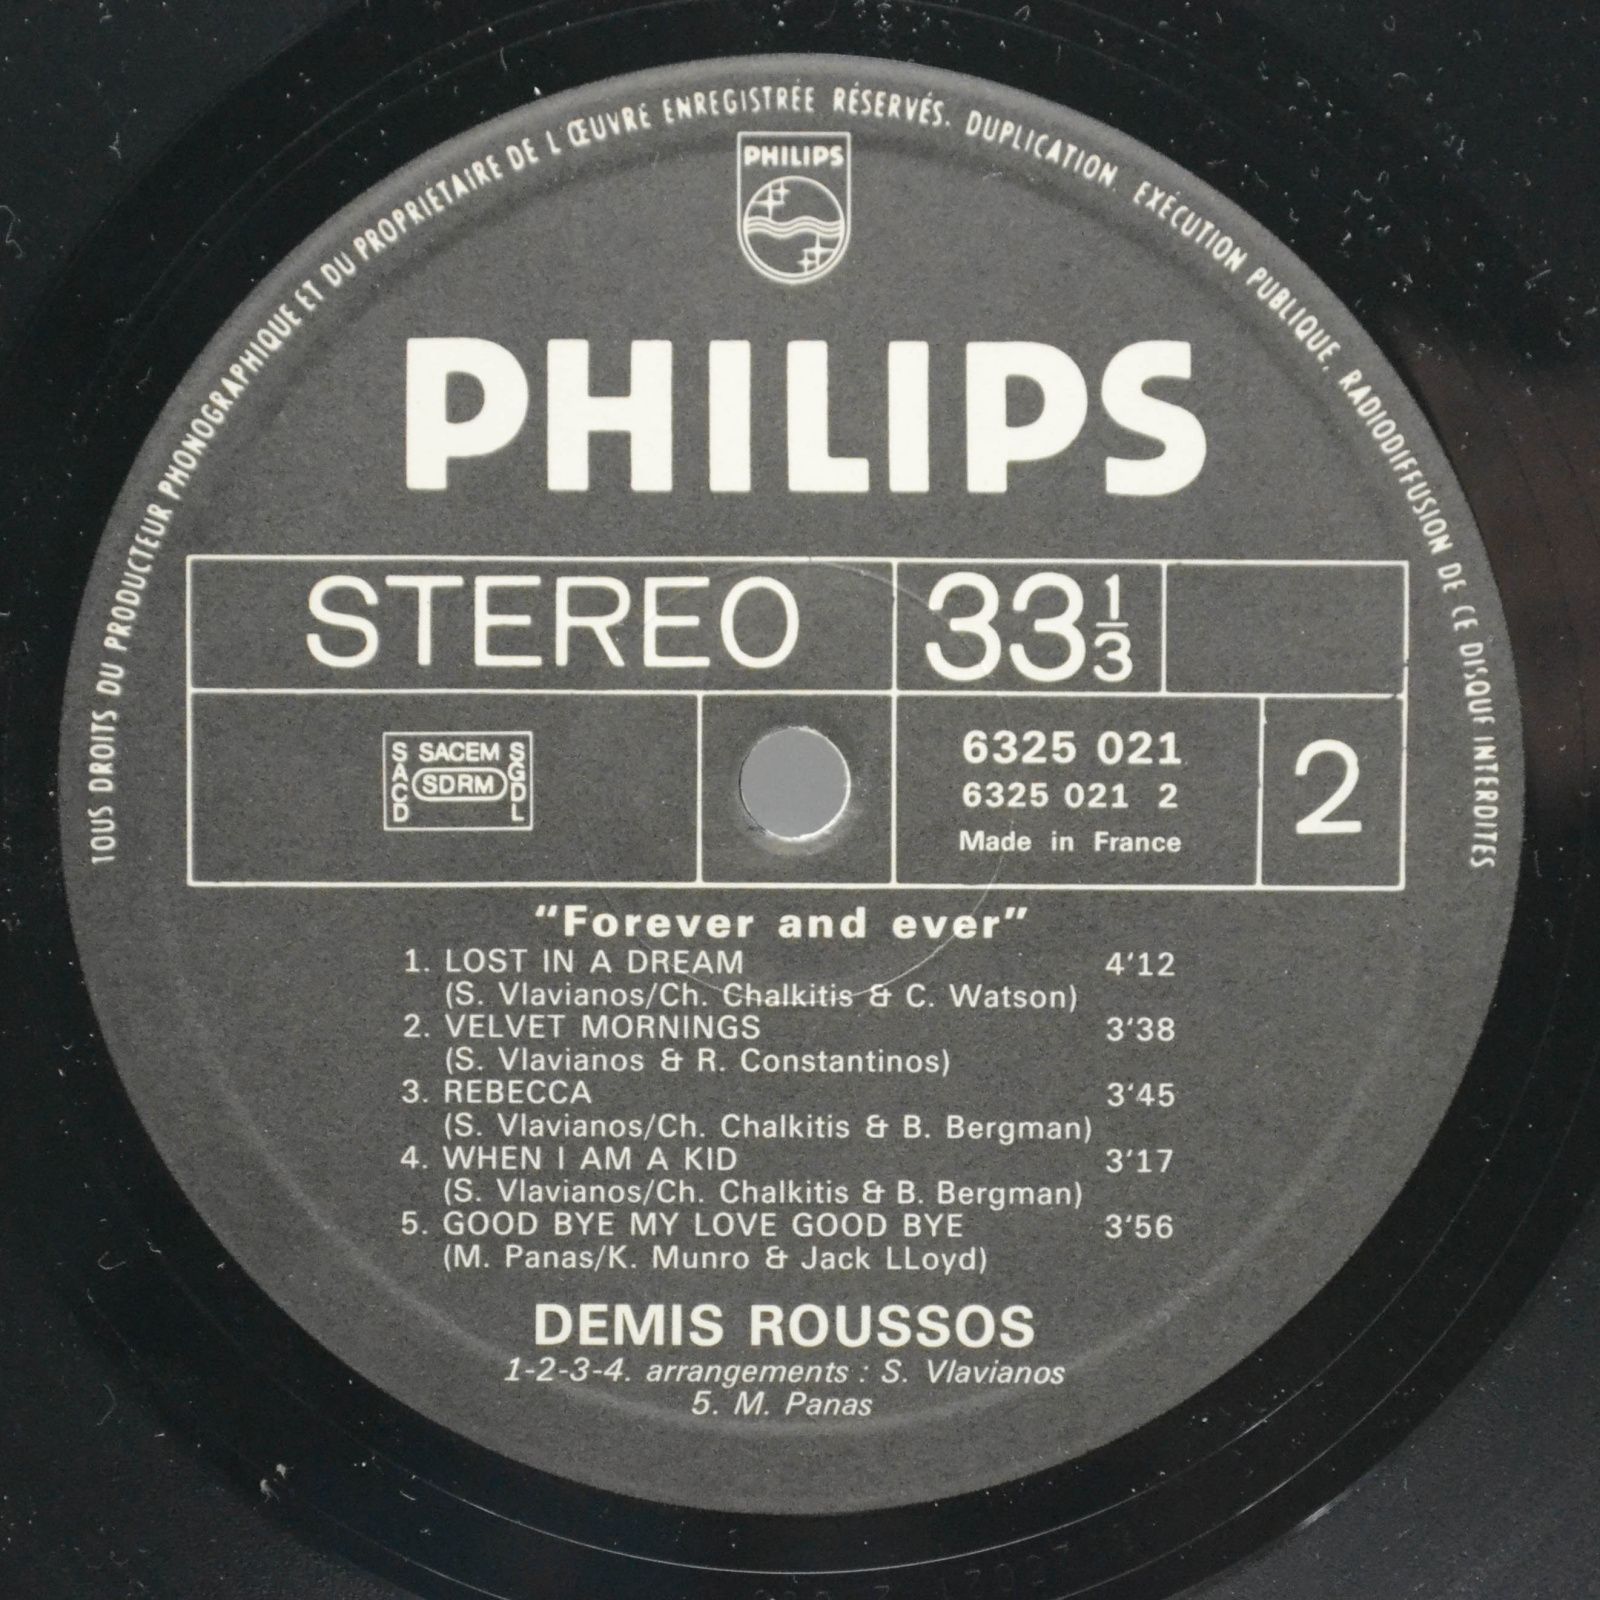 TOUS DROITS DU PRODUCTEUR PHONOGRAPHIQUE ET DU PROPRIÉTAIRE DE L ŒUVRE ENREGISTRÉE RÉSERVÉS. DUPLICATION. EXÉCUTION PUBLIQUE. RADIODIFFUSION DE CE DISQUE INTERDITES
PHILIPS
PHILIPS
STEREO 33 1/3
SACD SACEM SGDL
SDRM
6325 021
6325 021 2
Made in France
2
"Forever and ever"
1. LOST IN A DREAM 4'12
(S. Vlavianos/Ch. Chalkitis & C. Watson)
2. VELVET MORNINGS 3'38
(S. Vlavianos & R. Constantinos)
3. REBECCA 3'45
(S. Vlavianos/Ch. Chalkitis & B. Bergman)
4. WHEN I AM A KID 3'17
(S. Vlavianos/Ch. Chalkitis & B. Bergman)
5. GOOD BYE MY LOVE GOOD BYE 3'56
(M. Panas/K. Munro & Jack LLoyd)
DEMIS ROUSSOS
1-2-3-4. arrangements : S. Vlavianos
5. M. Panas